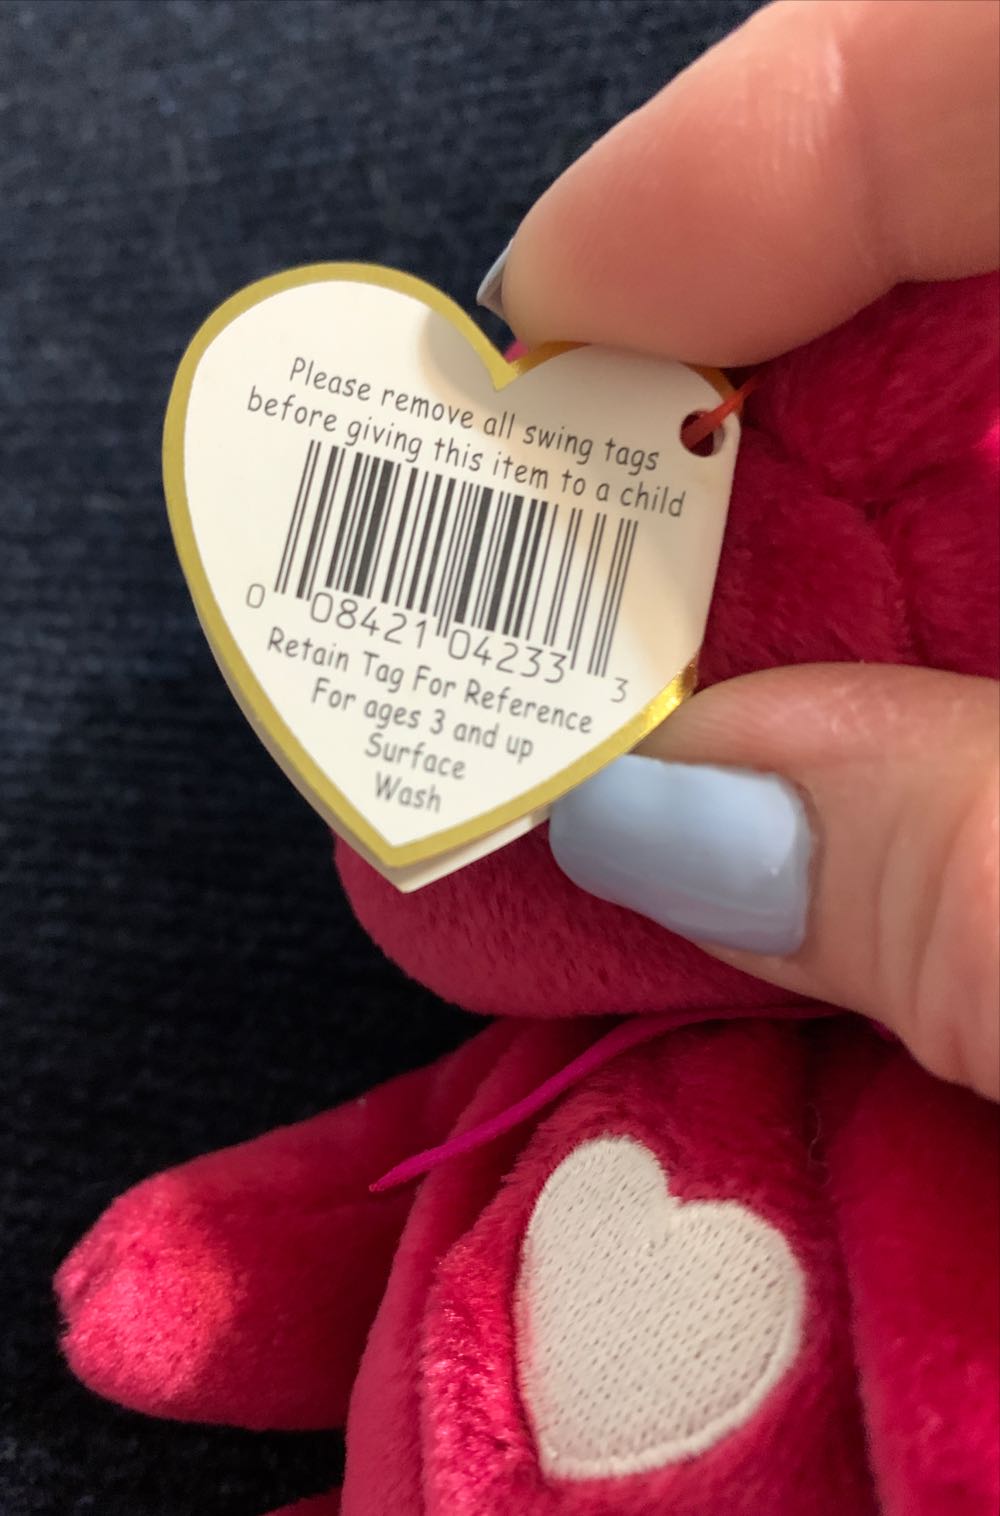 Please remove all swing tags
before giving this item to a child
0 08421 04233 3
Retain Tag For Reference
For ages 3 and up
Surface
Wash